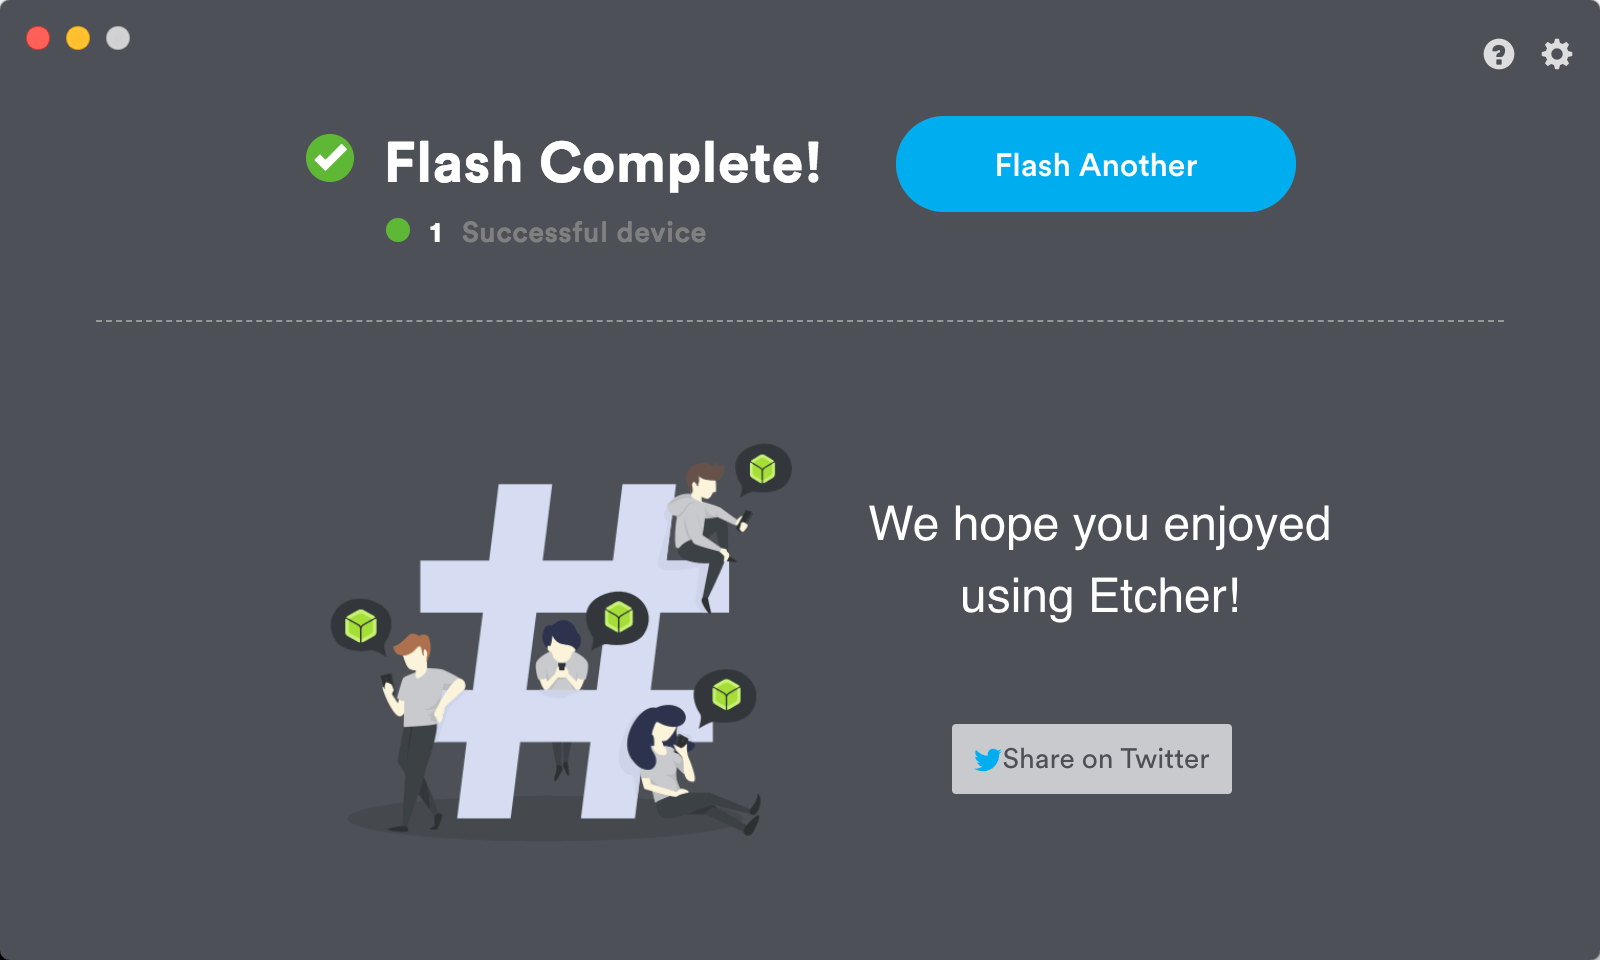 Flash Complete!
Flash Another
1 Successful device
We hope you enjoyed
using Etcher!
Share on Twitter